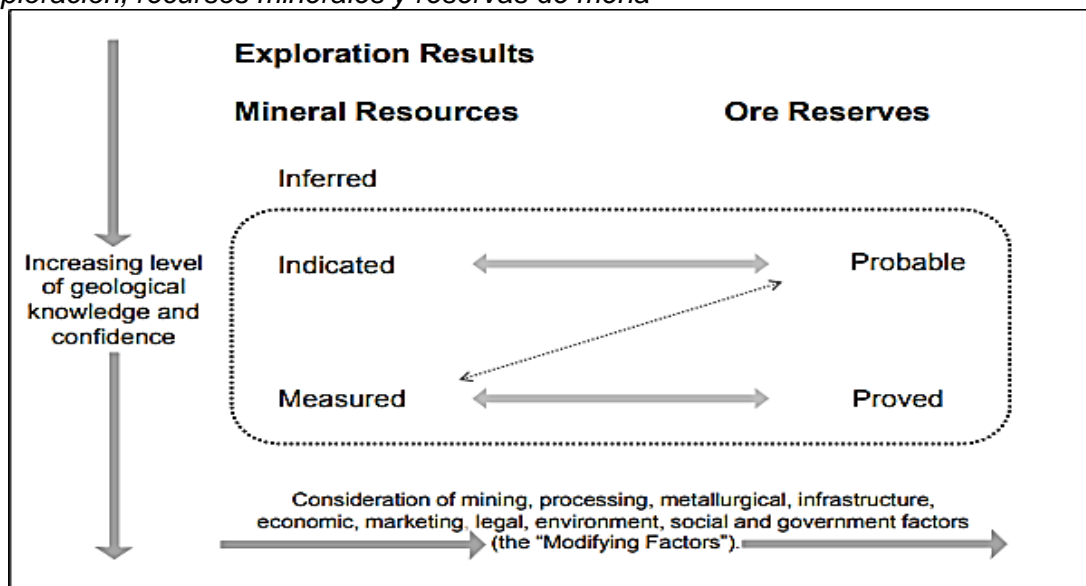 ploración, recursos minerales y reservas de mena
Exploration Results
Mineral Resources Ore Reserves
Inferred
Indicated Probable
Increasing level
of geological
knowledge and
confidence
Measured Proved
Consideration of mining, processing, metallurgical, infrastructure,
economic, marketing, legal, environment, social and government factors
(the "Modifying Factors").